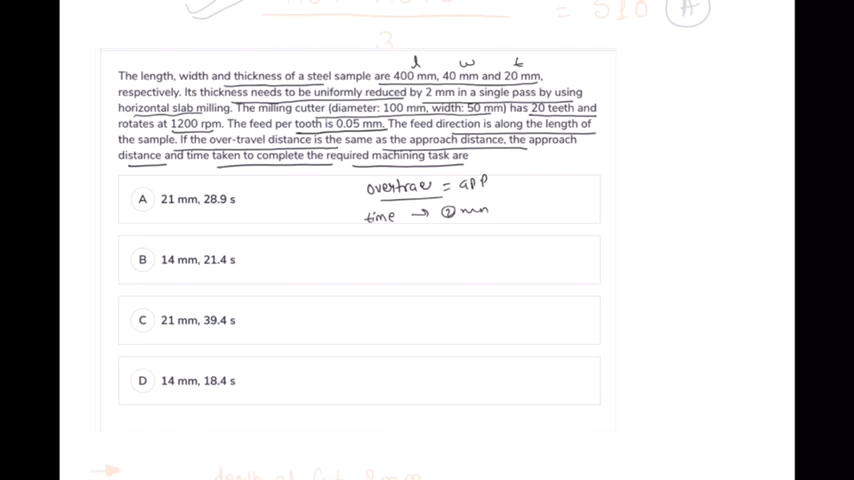 = 510 A
3
l w t
The length, width and thickness of a steel sample are 400 mm, 40 mm and 20 mm,
respectively. Its thickness needs to be uniformly reduced by 2 mm in a single pass by using
horizontal slab milling. The milling cutter (diameter: 100 mm, width: 50 mm) has 20 teeth and
rotates at 1200 rpm. The feed per tooth is 0.05 mm. The feed direction is along the length of
the sample. If the over-travel distance is the same as the approach distance, the approach
distance and time taken to complete the required machining task are
overtrae = app
A 21 mm, 28.9 s
time → 2 mn
B 14 mm, 21.4 s
C 21 mm, 39.4 s
D 14 mm, 18.4 s